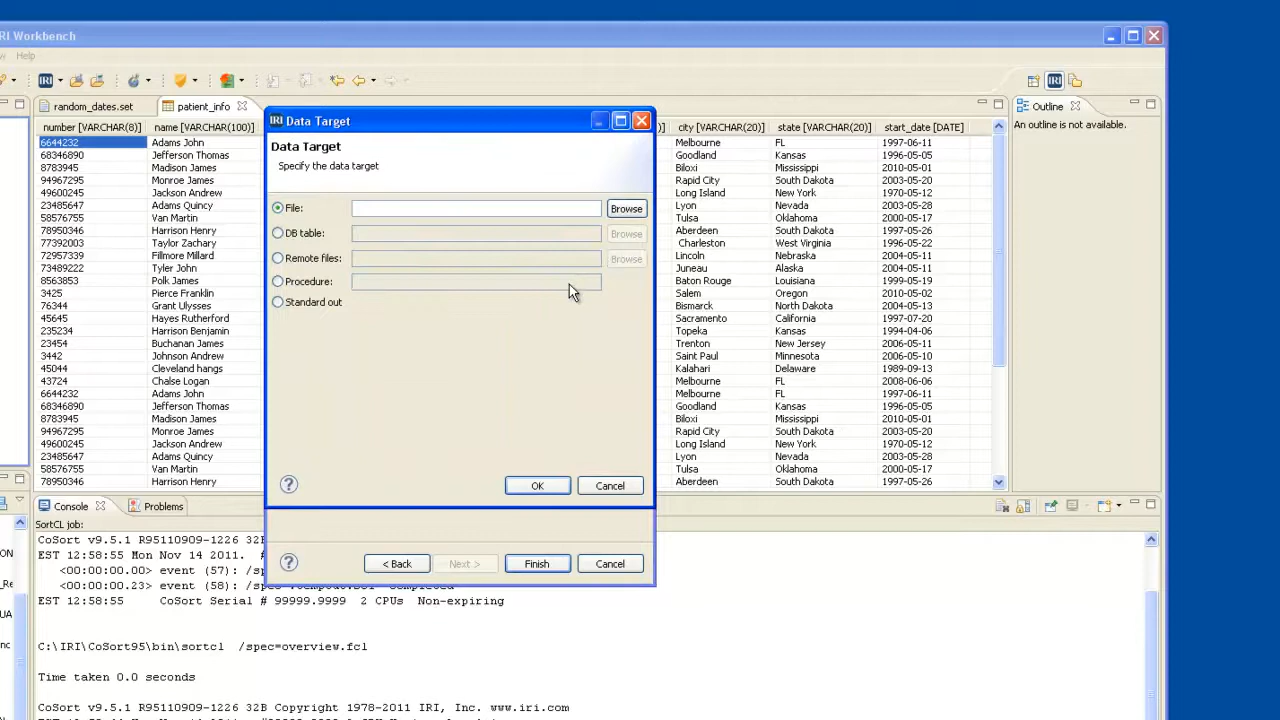 IRI Workbench
Help
IRI
IRI
random_dates.set
patient_info
Outline
An outline is not available.
number [VARCHAR(8)] name [VARCHAR(100)] city [VARCHAR(20)] state [VARCHAR(20)] start_date [DATE]
6644232 Adams John Melbourne FL 1997-06-11
68346890 Jefferson Thomas Goodland Kansas 1996-05-05
8783945 Madison James Biloxi Mississippi 2010-05-01
94967295 Monroe James Rapid City South Dakota 2003-05-20
49600245 Jackson Andrew Long Island New York 1970-05-12
23485647 Adams Quincy Lyon Nevada 2003-05-28
58576755 Van Martin Tulsa Oklahoma 2000-05-17
78950346 Harrison Henry Aberdeen South Dakota 1997-05-26
77392003 Taylor Zachary Charleston West Virginia 1996-05-22
72957339 Fillmore Millard Lincoln Nebraska 2004-05-11
73489222 Tyler John Juneau Alaska 2004-05-11
8563853 Polk James Baton Rouge Louisiana 2004-05-11
3425 Pierce Franklin Salem Oregon 2010-05-02
76344 Grant Ulysses Bismarck North Dakota 2004-05-13
45645 Hayes Rutherford Sacramento California 1997-07-20
235234 Harrison Benjamin Topeka Kansas 1994-04-06
23454 Buchanan James Trenton New Jersey 2006-05-11
3442 Johnson Andrew Saint Paul Minnesota 2006-05-10
45044 Cleveland hangs Kalahari Delaware 1989-09-13
43724 Chalse Logan Melbourne FL 2008-06-06
6644232 Adams John Melbourne FL 1997-06-11
68346890 Jefferson Thomas Goodland Kansas 1996-05-05
8783945 Madison James Biloxi Mississippi 2010-05-01
94967295 Monroe James Rapid City South Dakota 2003-05-20
49600245 Jackson Andrew Long Island New York 1970-05-12
23485647 Adams Quincy Lyon Nevada 2003-05-28
58576755 Van Martin Tulsa Oklahoma 2000-05-17
78950346 Harrison Henry Aberdeen South Dakota 1997-05-26
IRI Data Target
Data Target
Specify the data target
File: Browse
DB table: Browse
Remote files: Browse
Procedure:
Standard out
? OK Cancel
? < Back Next > Finish Cancel
Console
Problems
SortCL job:
CoSort v9.5.1 R95110909-1226 32B
EST 12:58:55 Mon Nov 14 2011. #
<00:00:00.00> event (57):
<00:00:00.23> event (58):
EST 12:58:55 CoSort Serial # 99999.9999 2 CPUs Non-expiring
C:\IRI\CoSort95\bin\sortcl /spec=overview.fcl
Time taken 0.0 seconds
CoSort v9.5.1 R95110909-1226 32B Copyright 1978-2011 IRI, Inc. www.iri.com